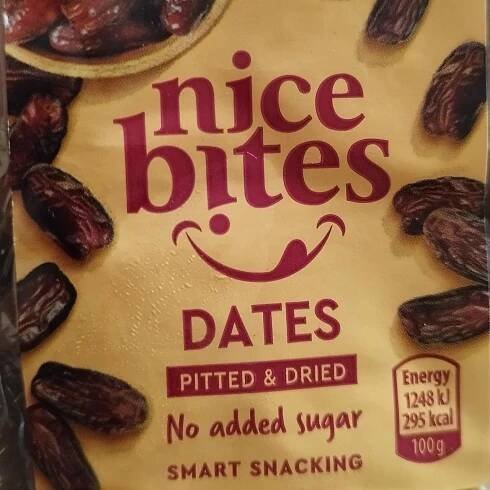 nice
bites
DATES
PITTED & DRIED
No added sugar
SMART SNACKING
Energy
1248 kJ
295 kcal
100g